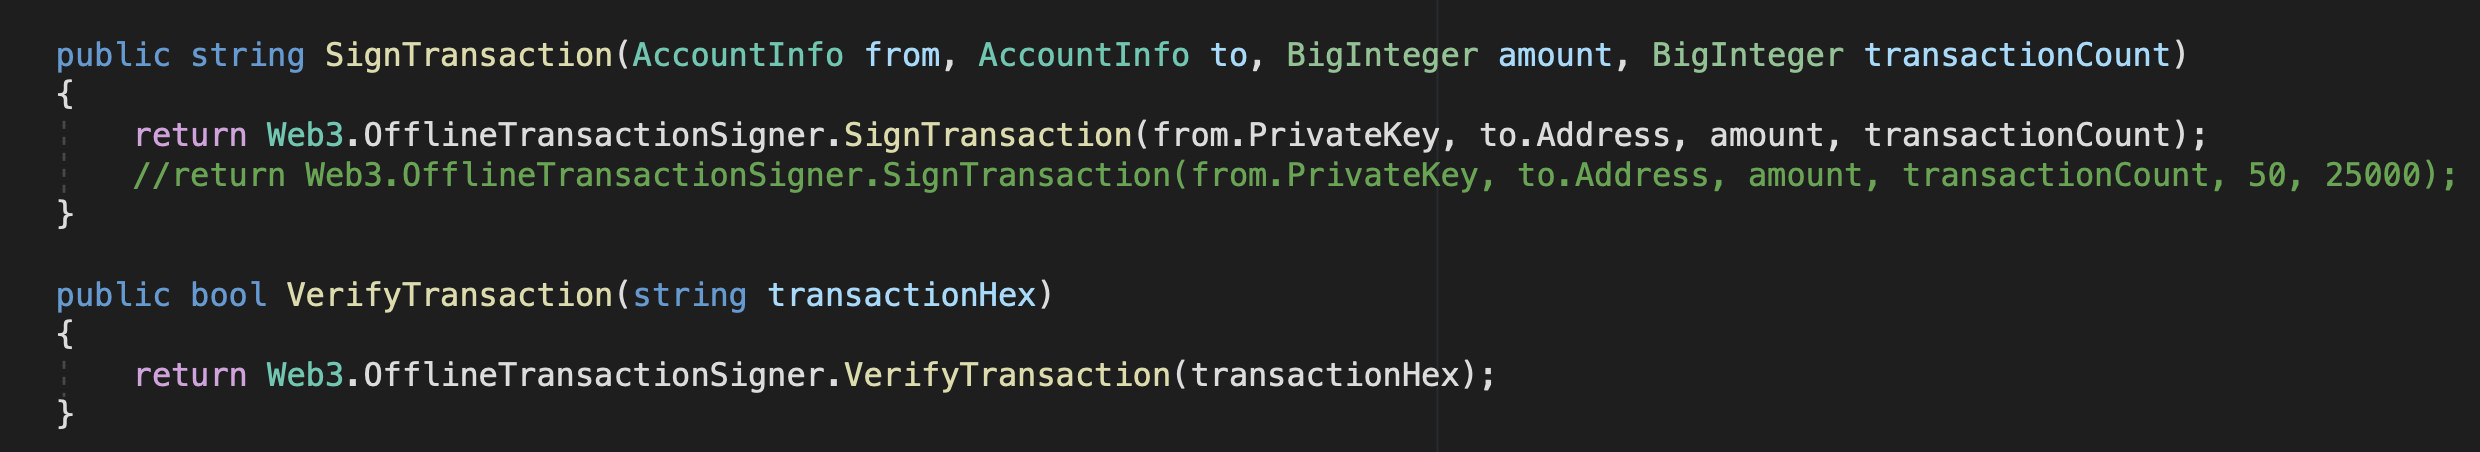 public string SignTransaction(AccountInfo from, AccountInfo to, BigInteger amount, BigInteger transactionCount)
{
    return Web3.OfflineTransactionSigner.SignTransaction(from.PrivateKey, to.Address, amount, transactionCount);
    //return Web3.OfflineTransactionSigner.SignTransaction(from.PrivateKey, to.Address, amount, transactionCount, 50, 25000);
}

public bool VerifyTransaction(string transactionHex)
{
    return Web3.OfflineTransactionSigner.VerifyTransaction(transactionHex);
}